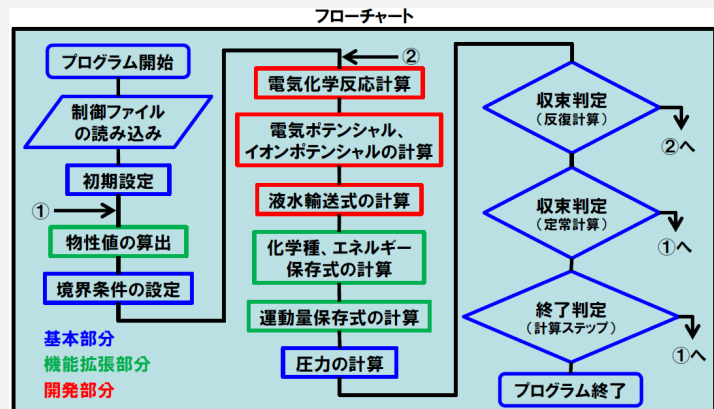 フローチャート
プログラム開始
制御ファイル
の読み込み
初期設定
①
物性値の算出
境界条件の設定
基本部分
機能拡張部分
開発部分
②
電気化学反応計算
電気ポテンシャル、
イオンポテンシャルの計算
液水輸送式の計算
化学種、エネルギー
保存式の計算
運動量保存式の計算
圧力の計算
収束判定
(反復計算)
②へ
収束判定
(定常計算)
①へ
終了判定
(計算ステップ)
①へ
プログラム終了